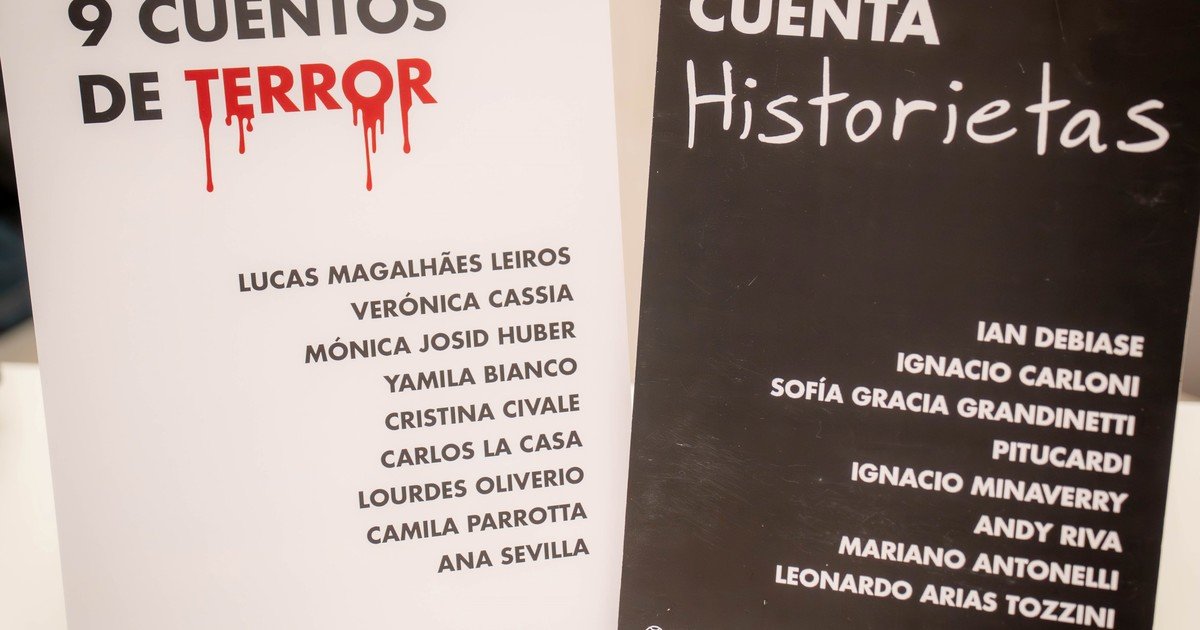 9 CUENTOS
DE TERROR
LUCAS MAGALHÃES LEIROS
VERÓNICA CASSIA
MÓNICA JOSID HUBER
YAMILA BIANCO
CRISTINA CIVALE
CARLOS LA CASA
LOURDES OLIVERIO
CAMILA PARROTTA
ANA SEVILLA
CUENTA
Historietas
IAN DEBIASE
IGNACIO CARLONI
SOFÍA GRACIA GRANDINETTI
PITUCARDI
IGNACIO MINAVERRY
ANDY RIVA
MARIANO ANTONELLI
LEONARDO ARIAS TOZZINI